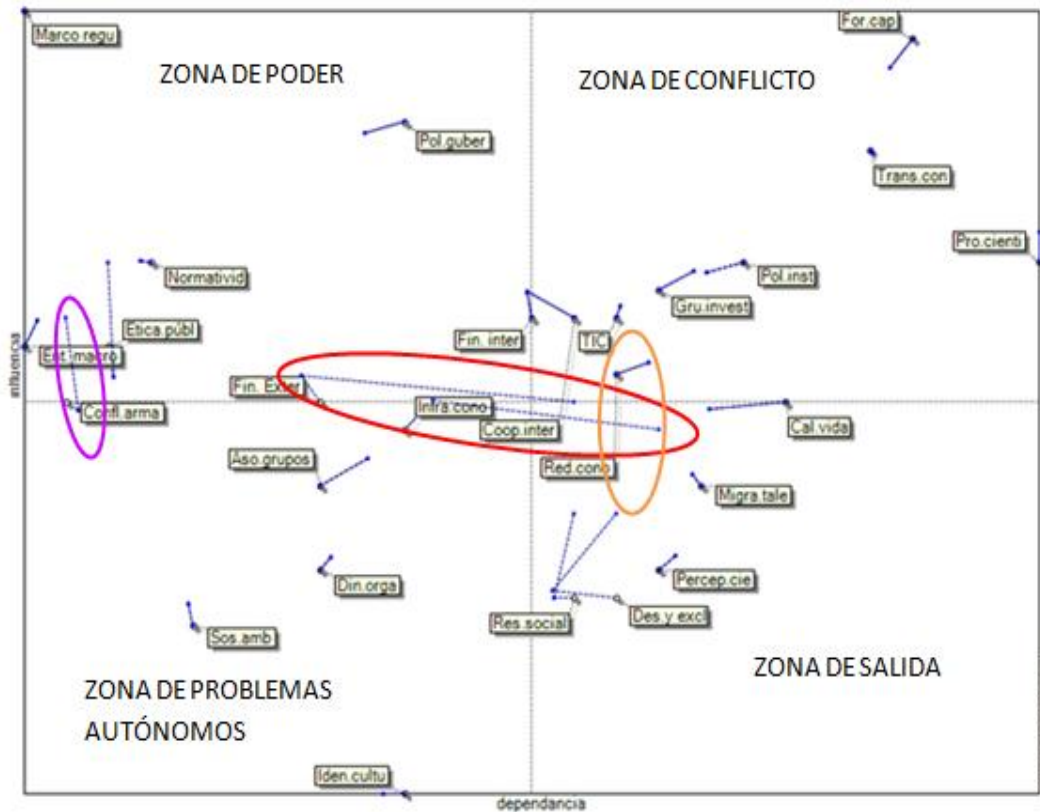 Marco regu
For.cap
ZONA DE PODER
ZONA DE CONFLICTO
Pol.guber
Trans.con
Pro.cienti
Normativid
Pol.inst
Gru.invest
Etica.públ
Fin. inter
TIC
Ent. macro
influencia
Fin. Exter
Confl.arma
Infra.cono
Coop.inter
Cal.vida
Aso.grupos
Red.cono
Migra.tale
Din.orga
Percep.cie
Res.social
Des y excl
Sos.amb
ZONA DE SALIDA
ZONA DE PROBLEMAS
AUTÓNOMOS
Iden.cultu
dependancia